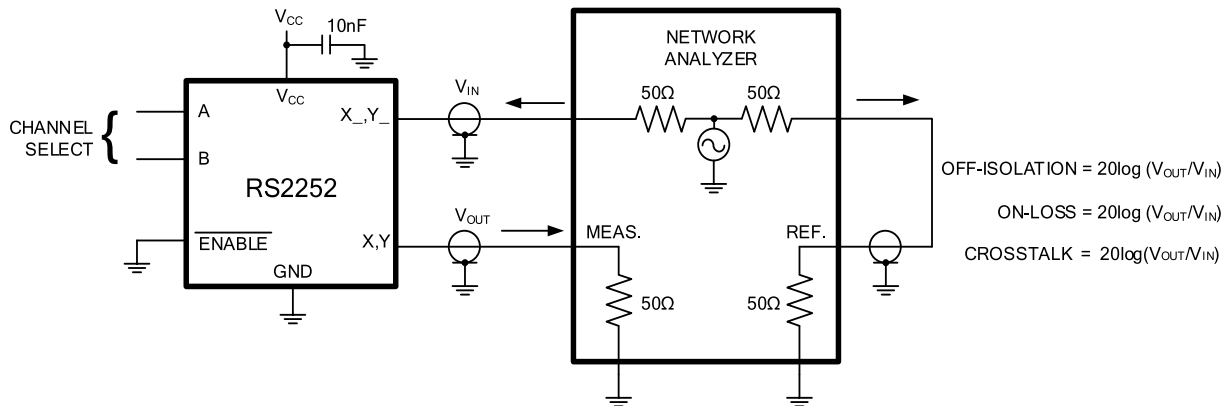 VCC
10nF
VCC
A
B
CHANNEL
SELECT
X_,Y_
RS2252
ENABLE
X,Y
GND
VIN
VOUT
NETWORK
ANALYZER
50Ω
50Ω
MEAS.
REF.
50Ω
50Ω
OFF-ISOLATION = 20log (VOUT/VIN)
ON-LOSS = 20log (VOUT/VIN)
CROSSTALK = 20log(VOUT/VIN)